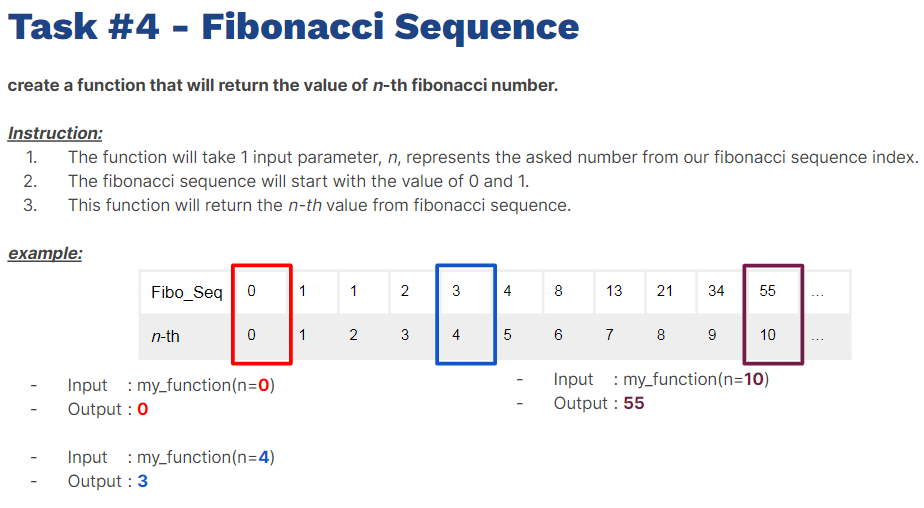 Task #4 - Fibonacci Sequence
create a function that will return the value of n-th fibonacci number.
Instruction:
1. The function will take 1 input parameter, n, represents the asked number from our fibonacci sequence index.
2. The fibonacci sequence will start with the value of 0 and 1.
3. This function will return the n-th value from fibonacci sequence.
example:
Fibo_Seq 0 1 1 2 3 4 8 13 21 34 55 ...
n-th 0 1 2 3 4 5 6 7 8 9 10 ...
- Input : my_function(n=0)
- Output : 0
- Input : my_function(n=4)
- Output : 3
- Input : my_function(n=10)
- Output : 55